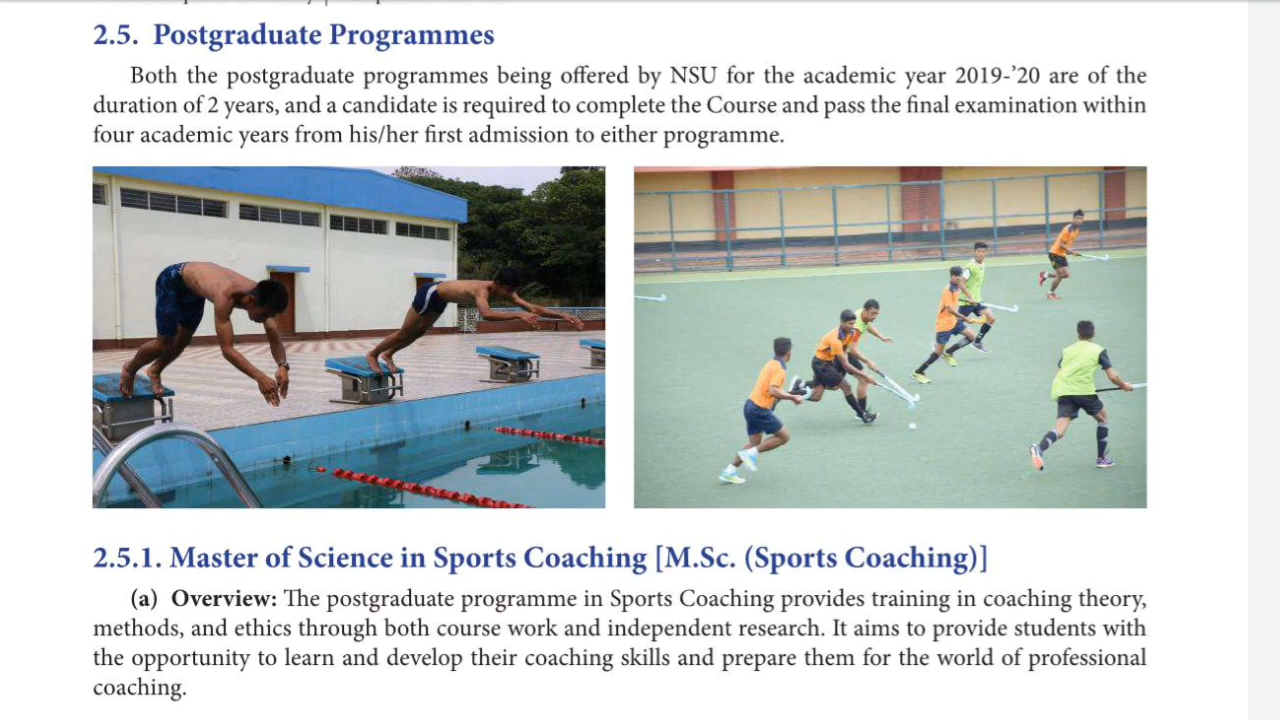 2.5. Postgraduate Programmes
Both the postgraduate programmes being offered by NSU for the academic year 2019-’20 are of the
duration of 2 years, and a candidate is required to complete the Course and pass the final examination within
four academic years from his/her first admission to either programme.
2.5.1. Master of Science in Sports Coaching [M.Sc. (Sports Coaching)]
(a) Overview: The postgraduate programme in Sports Coaching provides training in coaching theory,
methods, and ethics through both course work and independent research. It aims to provide students with
the opportunity to learn and develop their coaching skills and prepare them for the world of professional
coaching.